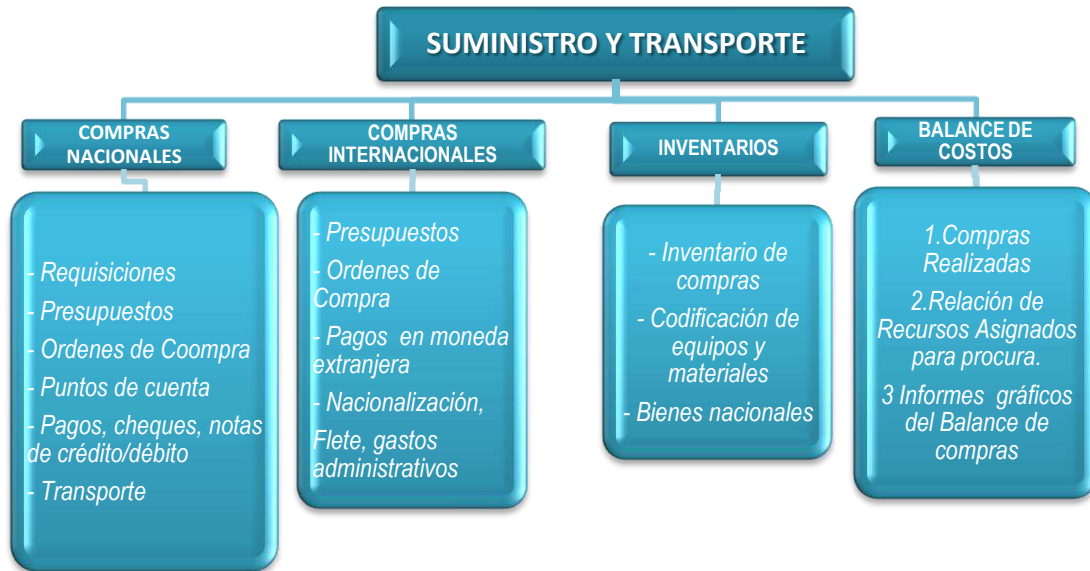 SUMINISTRO Y TRANSPORTE
COMPRAS
NACIONALES
- Requisiciones
- Presupuestos
- Ordenes de Coompra
- Puntos de cuenta
- Pagos, cheques, notas
de crédito/débito
- Transporte
COMPRAS
INTERNACIONALES
- Presupuestos
- Ordenes de
Compra
- Pagos en moneda
extranjera
- Nacionalización,
Flete, gastos
administrativos
INVENTARIOS
- Inventario de
compras
- Codificación de
equipos y
materiales
- Bienes nacionales
BALANCE DE
COSTOS
1.Compras
Realizadas
2.Relación de
Recursos Asignados
para procura.
3 Informes gráficos
del Balance de
compras